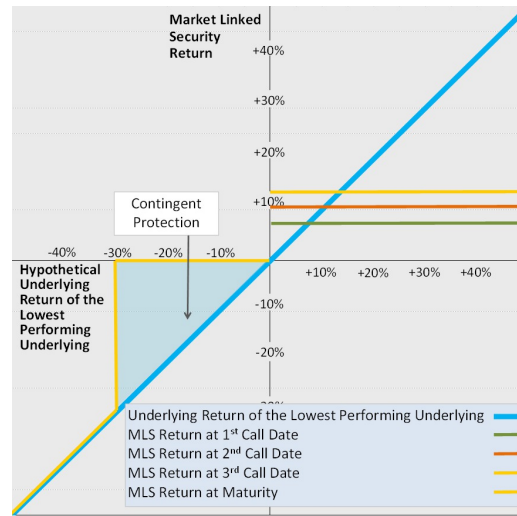 Market Linked
Security
Return
+40%
+30%
+20%
+10%
Contingent
Protection
-40% -30% -20% -10%
+10% +20% +30% +40%
Hypothetical
Underlying
Return of the
Lowest
Performing
Underlying
-10%
-20%
Underlying Return of the Lowest Performing Underlying
MLS Return at 1st Call Date
MLS Return at 2nd Call Date
MLS Return at 3rd Call Date
MLS Return at Maturity